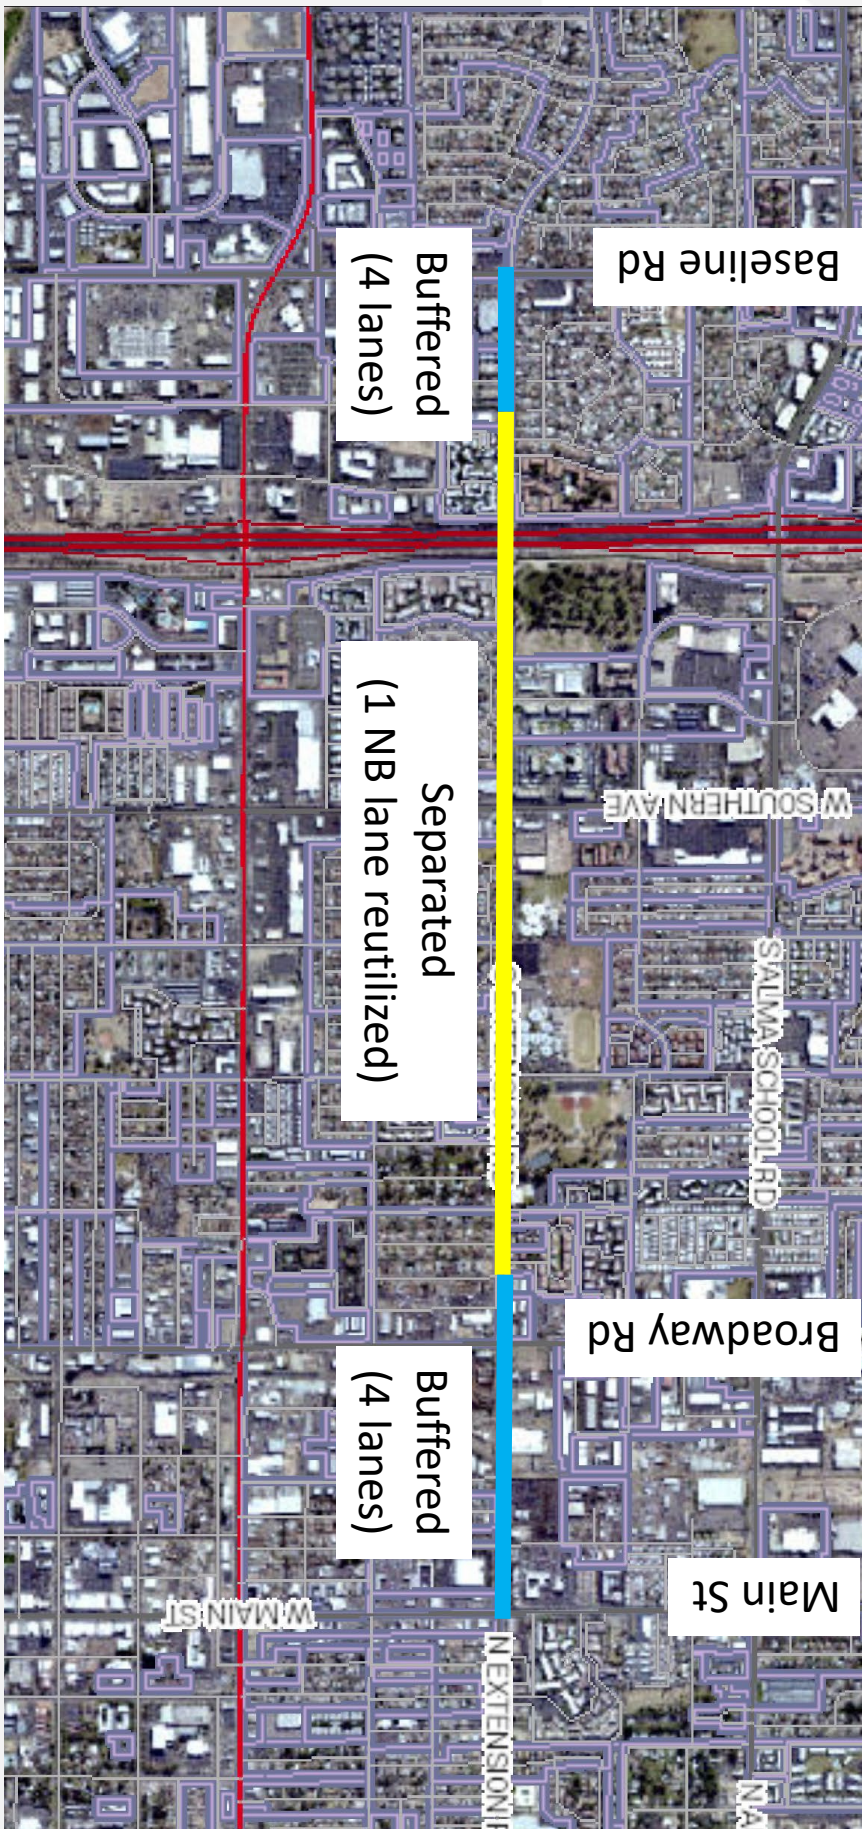 Baseline Rd
Buffered
(4 lanes)
Separated
(1 NB lane reutilized)
W SOUTHERN AVE
S ALMA SCHOOL RD
Broadway Rd
Buffered
(4 lanes)
Main St
W MAIN ST
N EXTENSION
N A